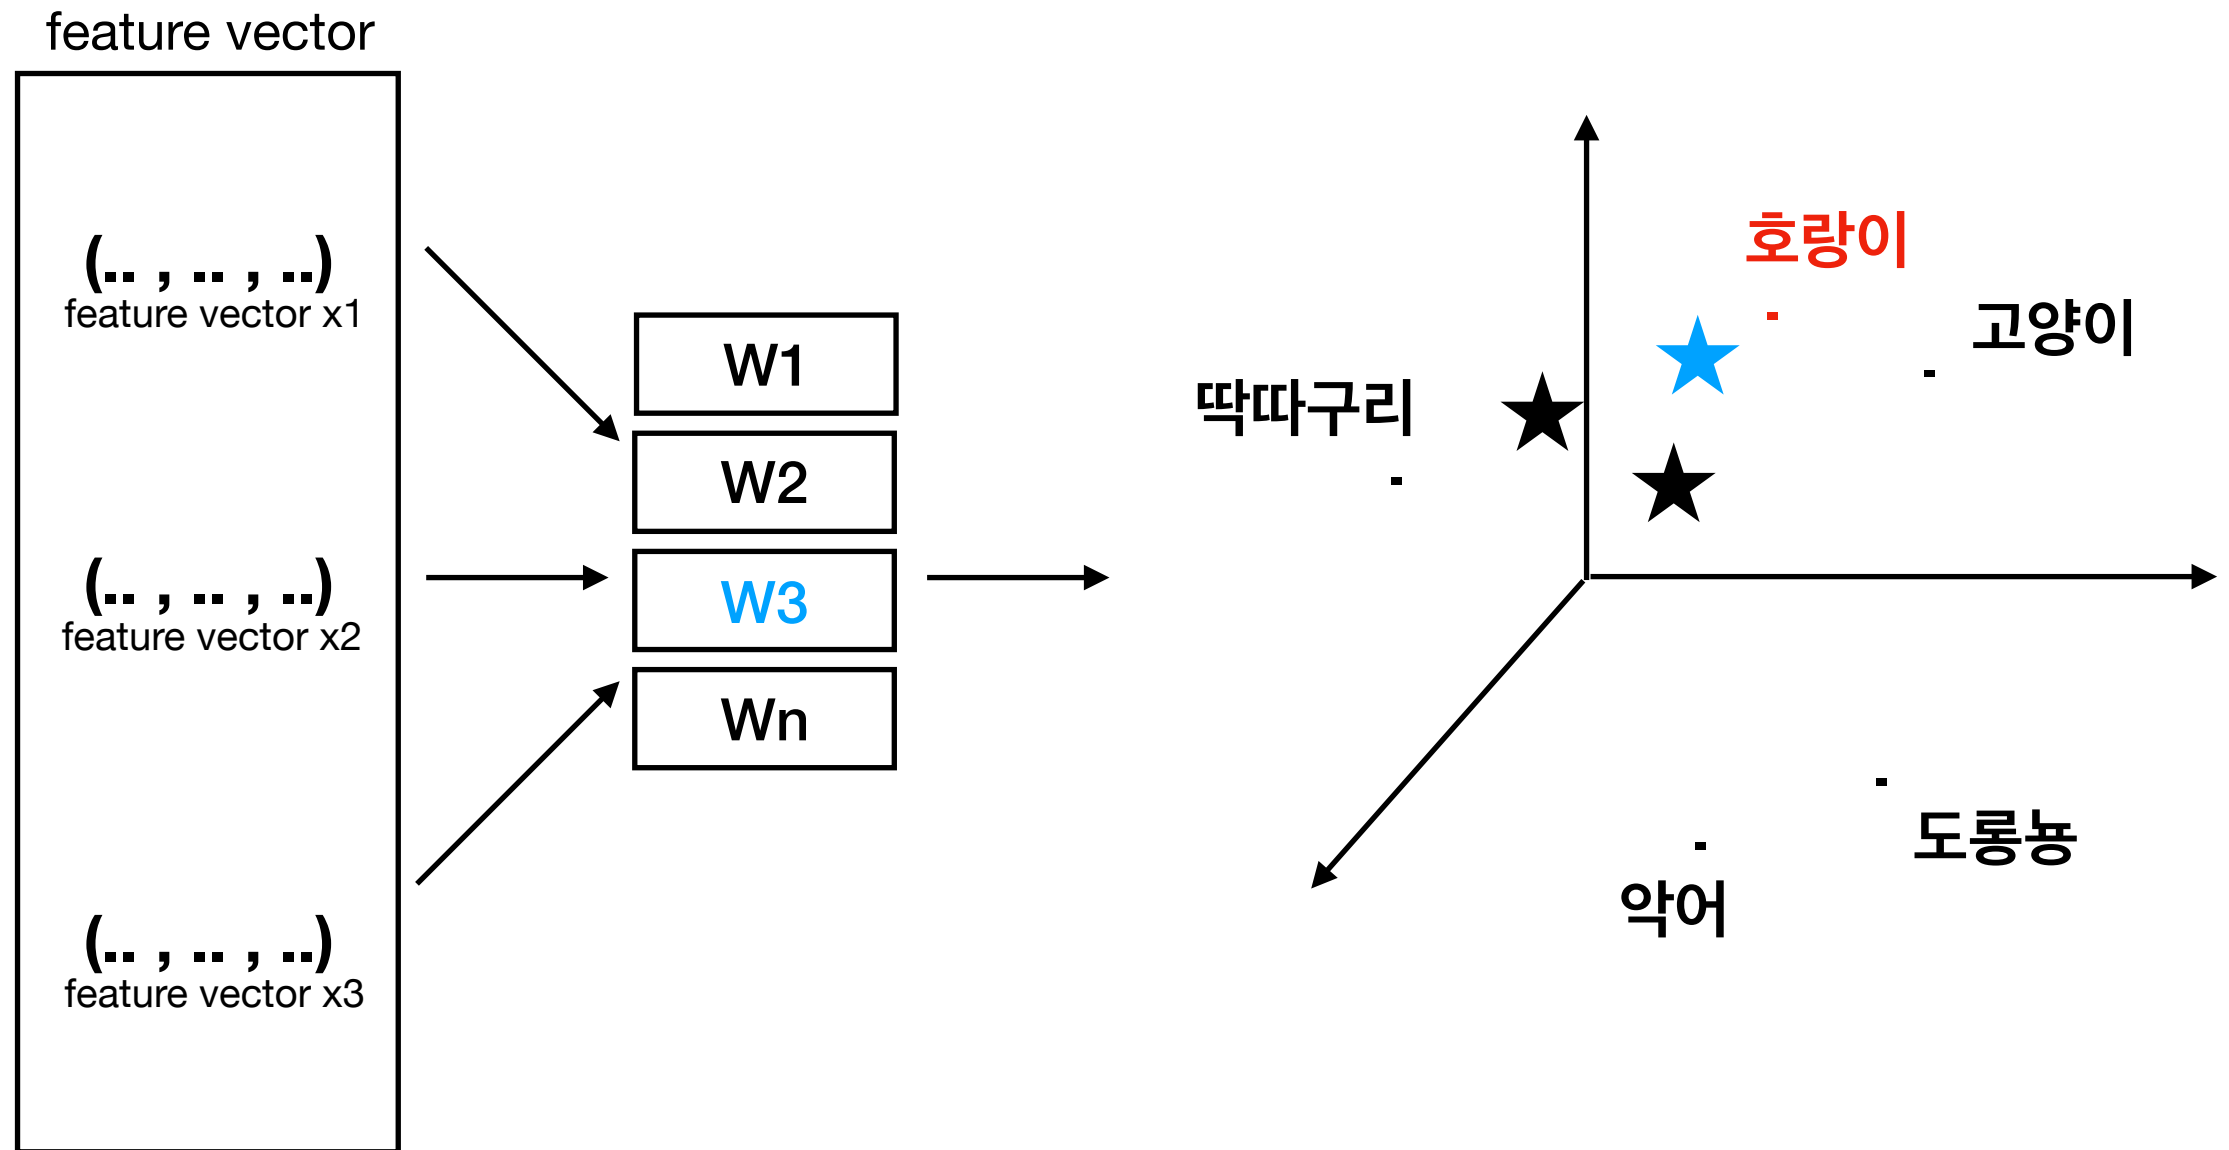 feature vector
(.. , .. , ..)
feature vector x1
(.. , .. , ..)
feature vector x2
(.. , .. , ..)
feature vector x3
W1
W2
W3
Wn
호랑이
고양이
딱따구리
도롱뇽
악어